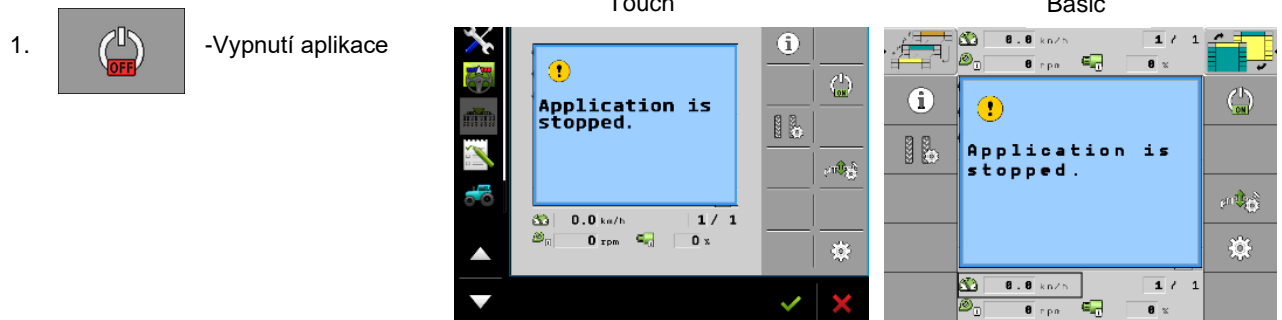 Touch
Basic
1.
OFF
-Vypnutí aplikace
Application is
stopped.
ON
0.0 km/h
1 / 1
0 rpm
0 %
0.0 km/h
1 / 1
0 rpm
0 %
ON
Application is
stopped.
0.0 km/h
1 / 1
0 rpm
0 %